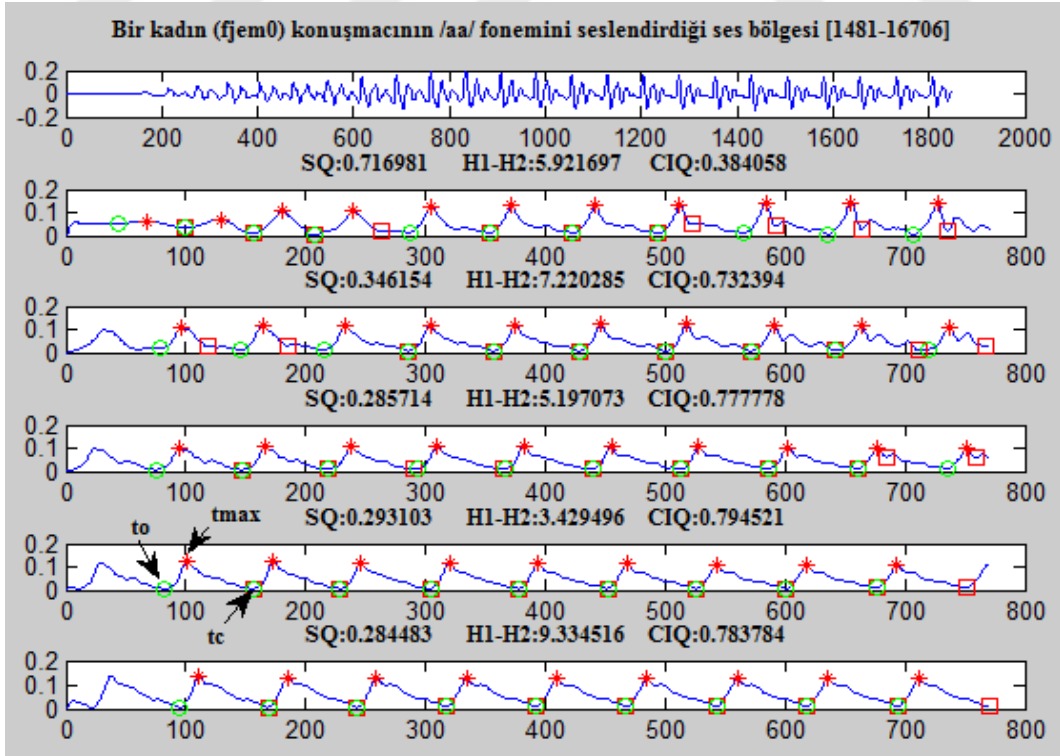 Bir kadın (fjem0) konuşmacının /aa/ fonemini seslendirdiği ses bölgesi [1481-16706]
0.2
0
-0.2
0 200 400 600 800 1000 1200 1400 1600 1800 2000
SQ:0.716981 H1-H2:5.921697 CIQ:0.384058
0.2
0.1
0
0 100 200 300 400 500 600 700 800
SQ:0.346154 H1-H2:7.220285 CIQ:0.732394
0.2
0.1
0
0 100 200 300 400 500 600 700 800
SQ:0.285714 H1-H2:5.197073 CIQ:0.777778
0.2
0.1
0
0 100 200 300 400 500 600 700 800
to tmax
SQ:0.293103 H1-H2:3.429496 CIQ:0.794521
0.2
0.1
0
0 100 200 300 400 500 600 700 800
tc
SQ:0.284483 H1-H2:9.334516 CIQ:0.783784
0.2
0.1
0
0 100 200 300 400 500 600 700 800